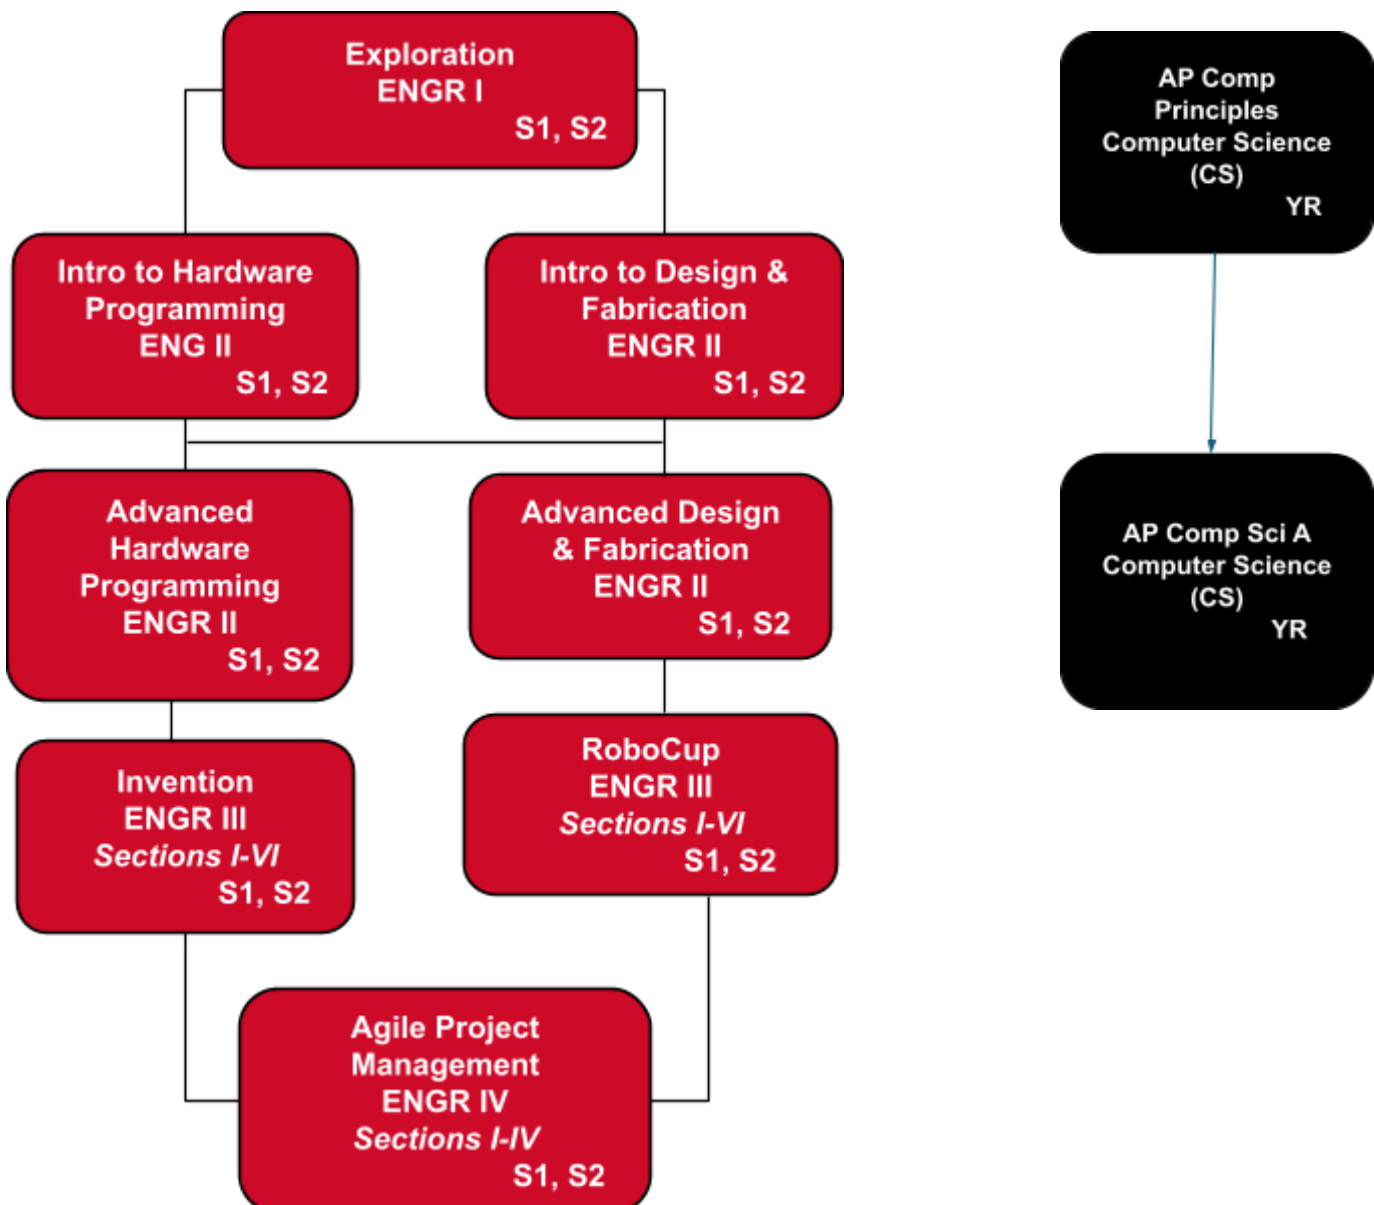 Exploration
ENGR I
S1, S2
AP Comp
Principles
Computer Science
(CS)
YR
Intro to Hardware
Programming
ENG II
S1, S2
Intro to Design &
Fabrication
ENGR II
S1, S2
Advanced
Hardware
Programming
ENGR II
S1, S2
Advanced Design
& Fabrication
ENGR II
S1, S2
AP Comp Sci A
Computer Science
(CS)
YR
Invention
ENGR III
Sections I-VI
S1, S2
RoboCup
ENGR III
Sections I-VI
S1, S2
Agile Project
Management
ENGR IV
Sections I-IV
S1, S2